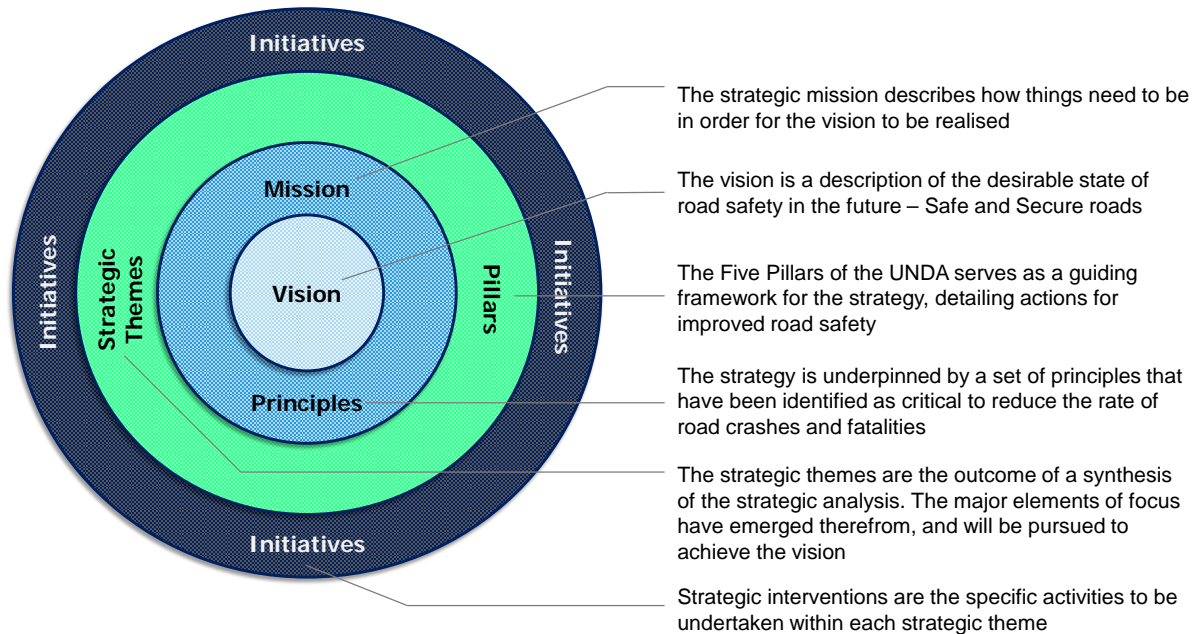 Initiatives
Mission
Vision
Principles
Strategic
Themes
Pillars
Initiatives
Initiatives
Initiatives
The strategic mission describes how things need to be
in order for the vision to be realised
The vision is a description of the desirable state of
road safety in the future – Safe and Secure roads
The Five Pillars of the UNDA serves as a guiding
framework for the strategy, detailing actions for
improved road safety
The strategy is underpinned by a set of principles that
have been identified as critical to reduce the rate of
road crashes and fatalities
The strategic themes are the outcome of a synthesis
of the strategic analysis. The major elements of focus
have emerged therefrom, and will be pursued to
achieve the vision
Strategic interventions are the specific activities to be
undertaken within each strategic theme